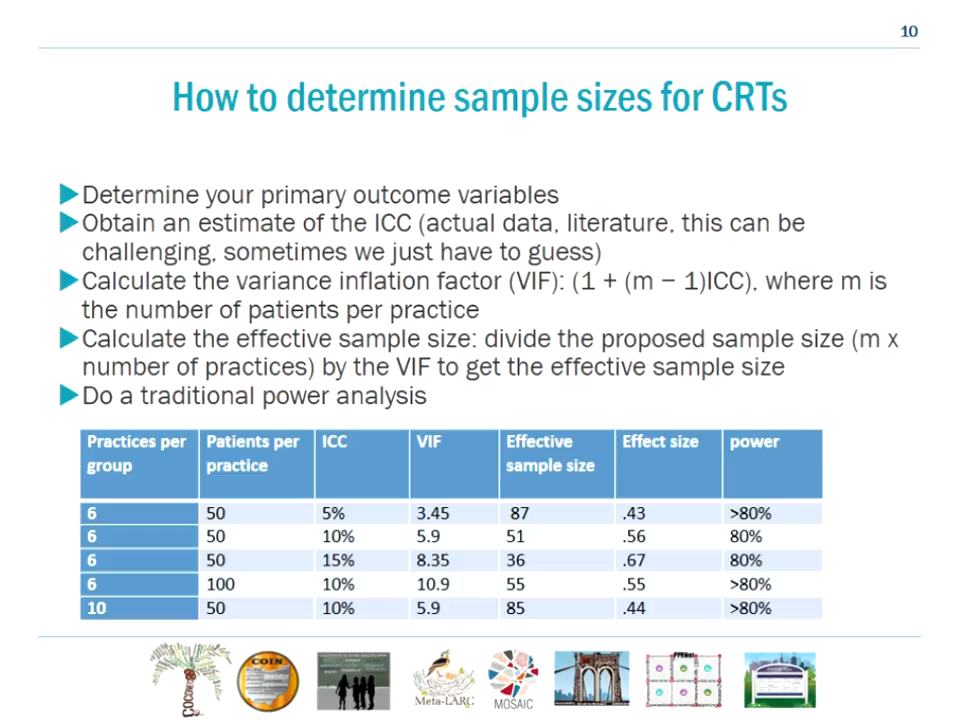 10
How to determine sample sizes for CRTs
Determine your primary outcome variables
Obtain an estimate of the ICC (actual data, literature, this can be
challenging, sometimes we just have to guess)
Calculate the variance inflation factor (VIF): (1 + (m − 1)ICC), where m is
the number of patients per practice
Calculate the effective sample size: divide the proposed sample size (m x
number of practices) by the VIF to get the effective sample size
Do a traditional power analysis
Practices per group Patients per practice ICC VIF Effective sample size Effect size power
6 50 5% 3.45 87 .43 >80%
6 50 10% 5.9 51 .56 80%
6 50 15% 8.35 36 .67 80%
6 100 10% 10.9 55 .55 >80%
10 50 10% 5.9 85 .44 >80%
COCONet
COIN
Meta-LARC
MOSAIC